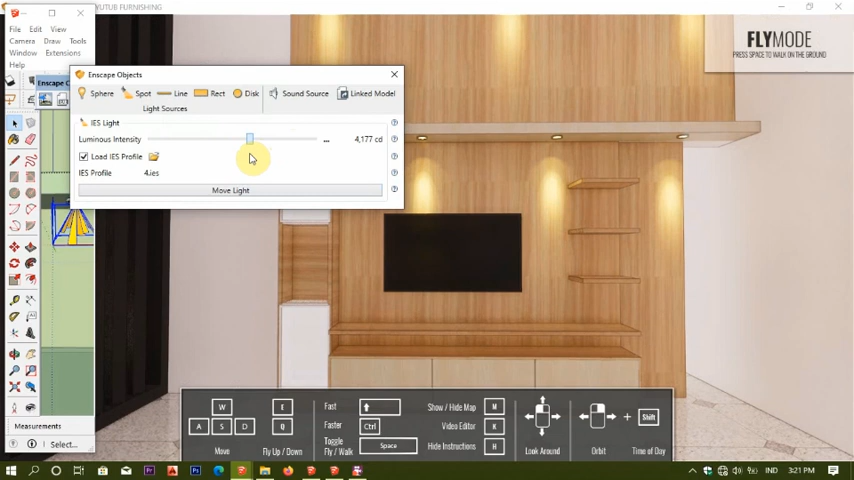 YUTUB FURNISHING
File Edit View
Camera Draw Tools
Window Extensions
Help
Enscape
Enscape Objects
Sphere Spot Line Rect Disk Sound Source Linked Model
Light Sources
IES Light
Luminous Intensity ... 4,177 cd
Load IES Profile
IES Profile 4.ies
Move Light
FLYMODE
PRESS SPACE TO WALK ON THE GROUND
W
A S D
Move
E
Q
Fly Up / Down
Fast
Faster Ctrl
Toggle
Fly / Walk Space
Show / Hide Map M
Video Editor K
Hide Instructions H
Look Around
Orbit
+ Shift
Time of Day
Measurements
Select...
IND 3:21 PM